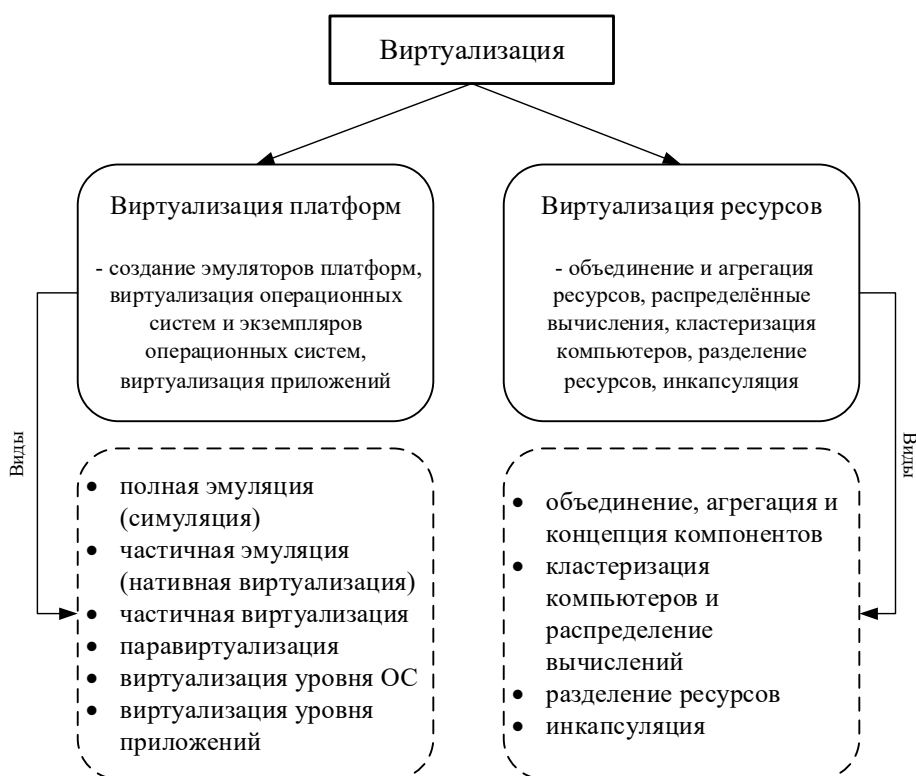 Виртуализация
Виртуализация платформ
- создание эмуляторов платформ,
виртуализация операционных
систем и экземпляров
операционных систем,
виртуализация приложений
Виртуализация ресурсов
- объединение и агрегация
ресурсов, распределённые
вычисления, кластеризация
компьютеров, разделение
ресурсов, инкапсуляция
Виды
• полная эмуляция
(симуляция)
• частичная эмуляция
(нативная виртуализация)
• частичная виртуализация
• паравиртуализация
• виртуализация уровня ОС
• виртуализация уровня
приложений
Виды
• объединение, агрегация и
концепция компонентов
• кластеризация
компьютеров и
распределение
вычислений
• разделение ресурсов
• инкапсуляция